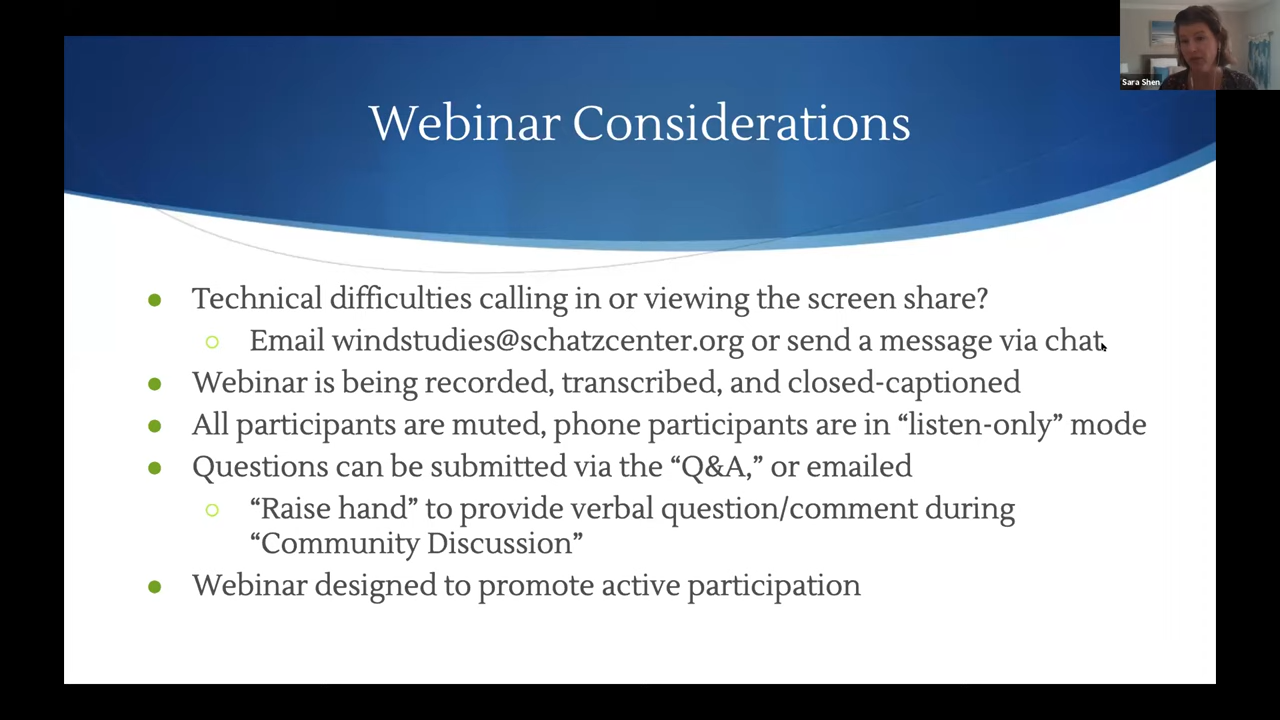 Sara Shen
Webinar Considerations
● Technical difficulties calling in or viewing the screen share?
○ Email windstudies@schatzcenter.org or send a message via chat
● Webinar is being recorded, transcribed, and closed-captioned
● All participants are muted, phone participants are in “listen-only” mode
● Questions can be submitted via the “Q&A,” or emailed
○ “Raise hand” to provide verbal question/comment during
“Community Discussion”
● Webinar designed to promote active participation